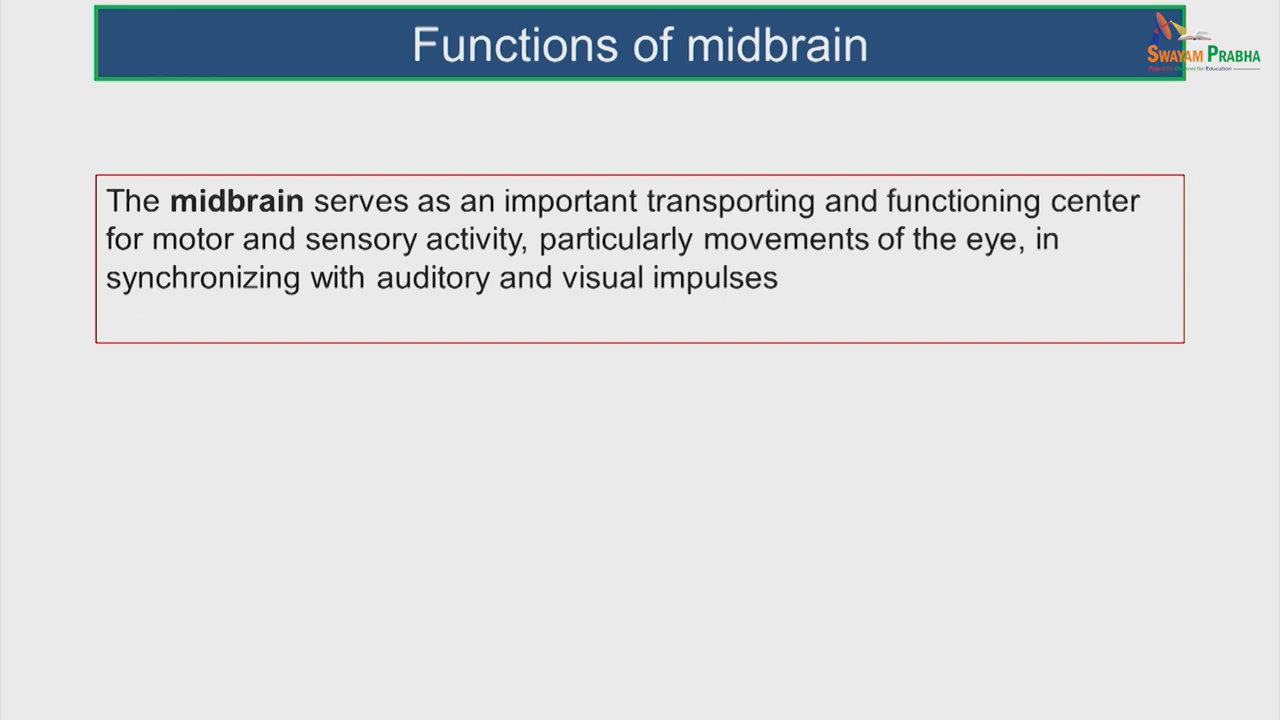 Functions of midbrain
SWAYAM PRABHA
The midbrain serves as an important transporting and functioning center
for motor and sensory activity, particularly movements of the eye, in
synchronizing with auditory and visual impulses